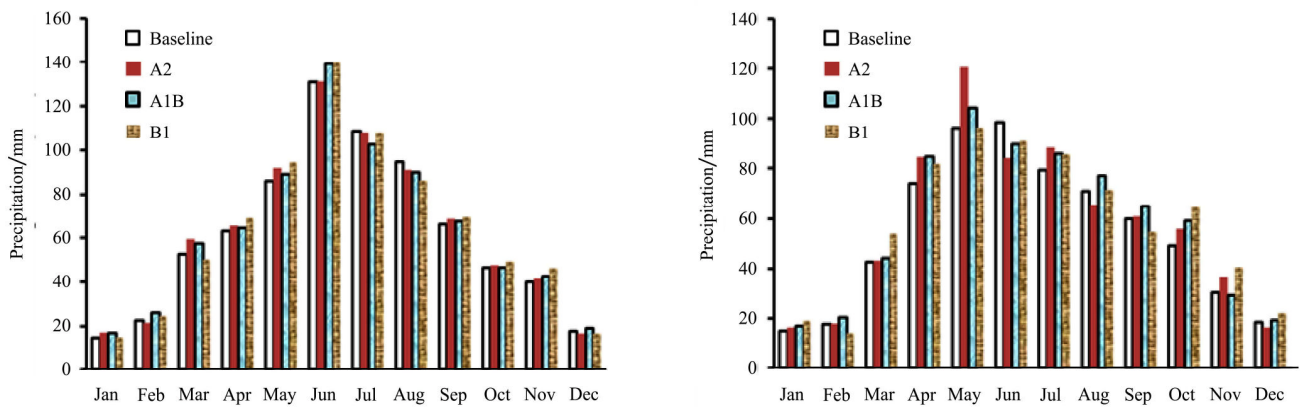 160
140
120
100
80
60
40
20
0
Precipitation/mm
Baseline
A2
A1B
B1
Jan Feb Mar Apr May Jun Jul Aug Sep Oct Nov Dec
140
120
100
80
60
40
20
0
Precipitation/mm
Baseline
A2
A1B
B1
Jan Feb Mar Apr May Jun Jul Aug Sep Oct Nov Dec